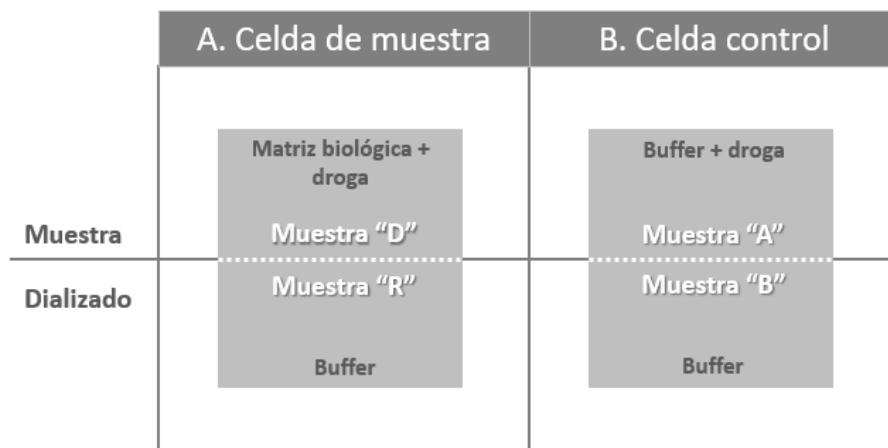 A. Celda de muestra
B. Celda control
Matriz biológica +
droga
Buffer + droga
Muestra
Muestra “D”
Muestra “A”
Dializado
Muestra “R”
Muestra “B”
Buffer
Buffer